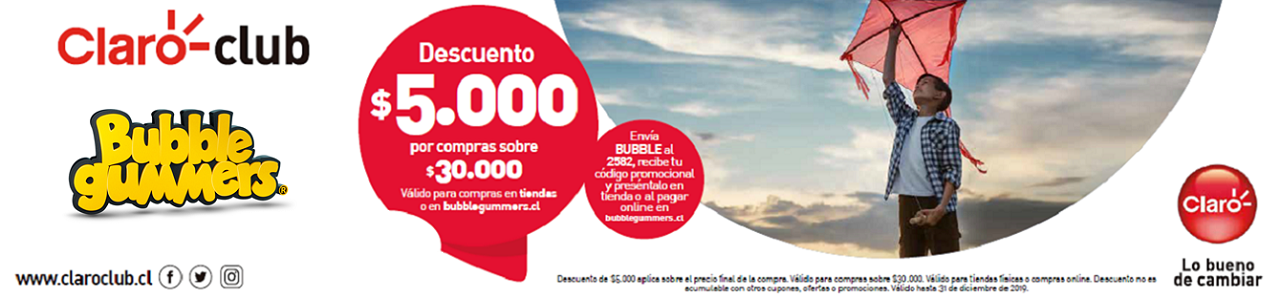 Claro-club
Bubble
gummers®
www.claroclub.cl
Descuento
$5.000
por compras sobre
$30.000
Válido para compras en tiendas
o en bubblegummers.cl
Envía
BUBBLE al
2582, recibe tu
código promocional
y preséntalo en
tienda o al pagar
online en
bubblegummers.cl
Claro-
Lo bueno
de cambiar
Descuento de $5.000 aplica sobre el precio final de la compra. Válido para compras sobre $30.000. Válido para tiendas físicas o compras online. Descuento no es
acumulable con otros cupones, ofertas o promociones. Válido hasta 31 de diciembre de 2019.